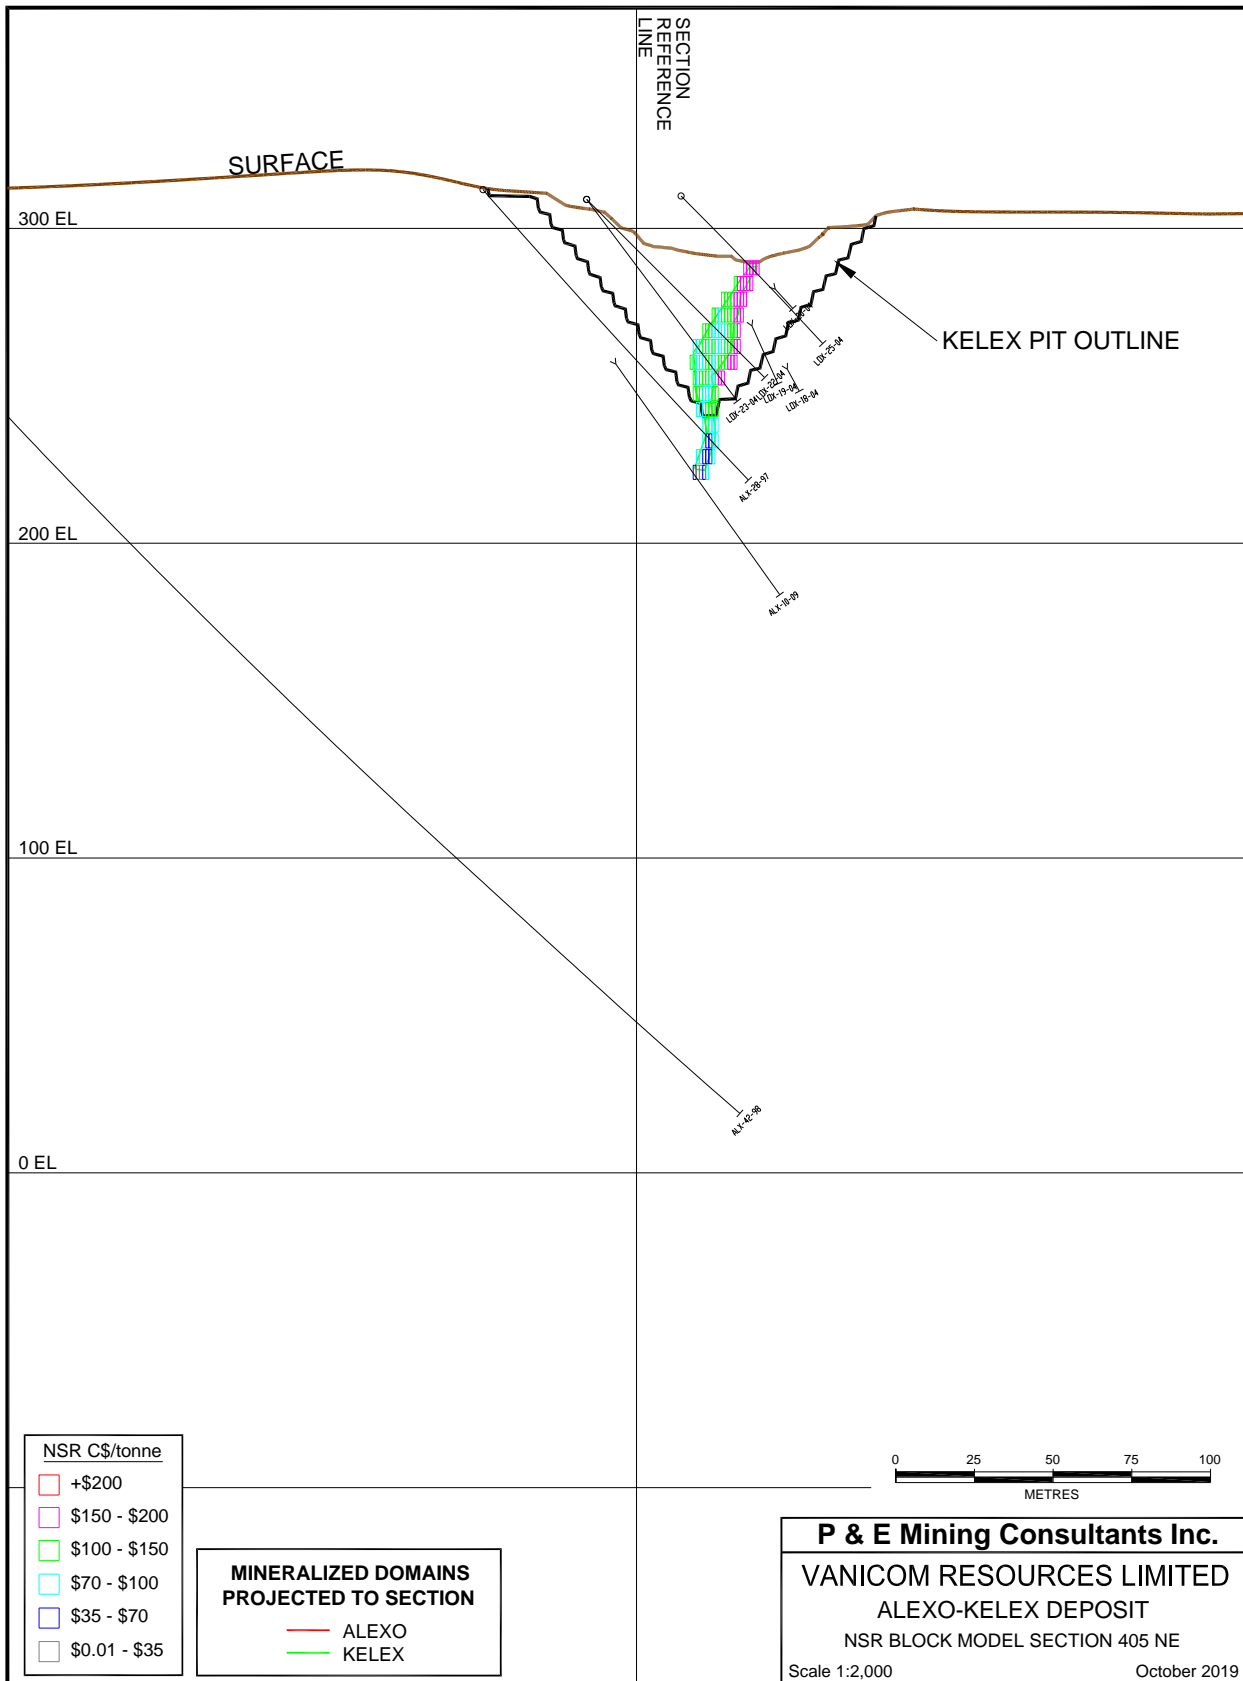 SECTION
REFERENCE
LINE
SURFACE
300 EL
KELEX PIT OUTLINE
LDX-25-04
LDX-22-04
LDX-19-04
LDX-18-04
LDX-23-04
ALX-28-97
200 EL
ALX-10-09
100 EL
ALX-42-98
0 EL
NSR C$/tonne
+$200
$150 - $200
$100 - $150
$70 - $100
$35 - $70
$0.01 - $35
MINERALIZED DOMAINS
PROJECTED TO SECTION
ALEXO
KELEX
0 25 50 75 100
METRES
P & E Mining Consultants Inc.
VANICOM RESOURCES LIMITED
ALEXO-KELEX DEPOSIT
NSR BLOCK MODEL SECTION 405 NE
Scale 1:2,000 October 2019